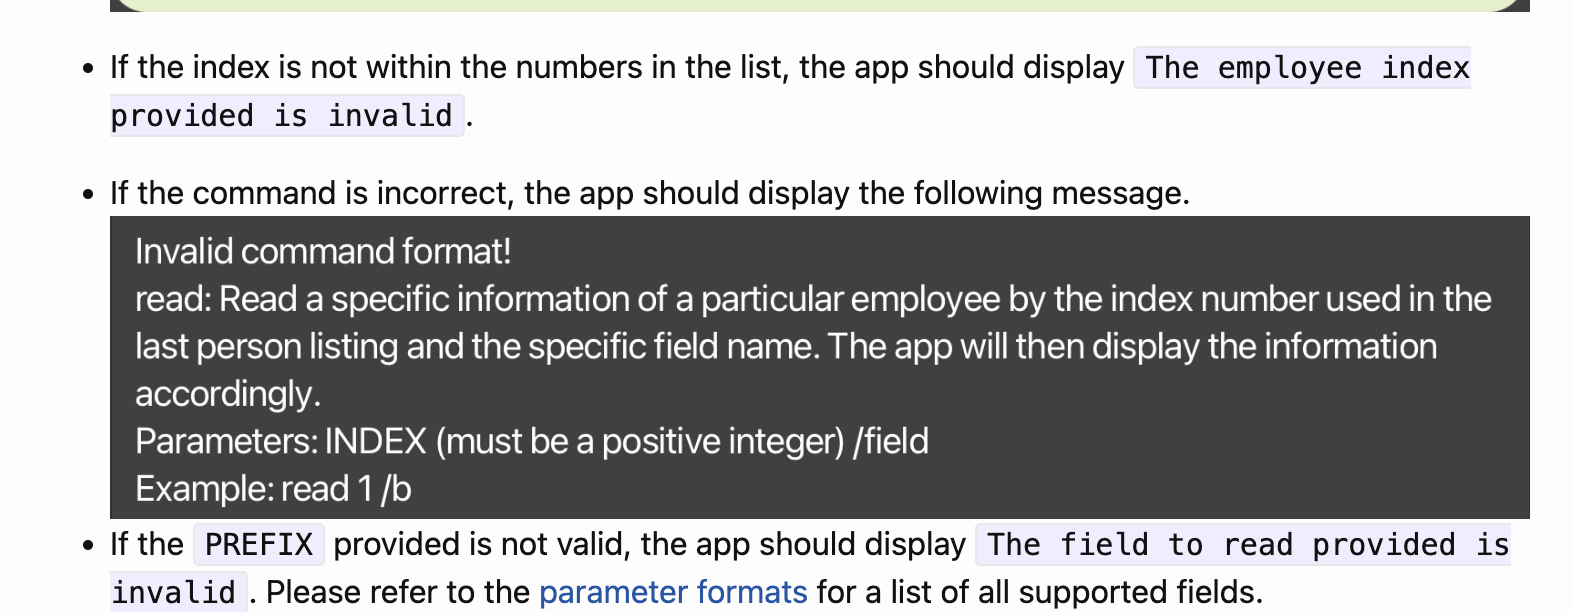 • If the index is not within the numbers in the list, the app should display The employee index
provided is invalid.
• If the command is incorrect, the app should display the following message.
Invalid command format!
read: Read a specific information of a particular employee by the index number used in the
last person listing and the specific field name. The app will then display the information
accordingly.
Parameters: INDEX (must be a positive integer) /field
Example: read 1 /b
• If the PREFIX provided is not valid, the app should display The field to read provided is
invalid. Please refer to the parameter formats for a list of all supported fields.